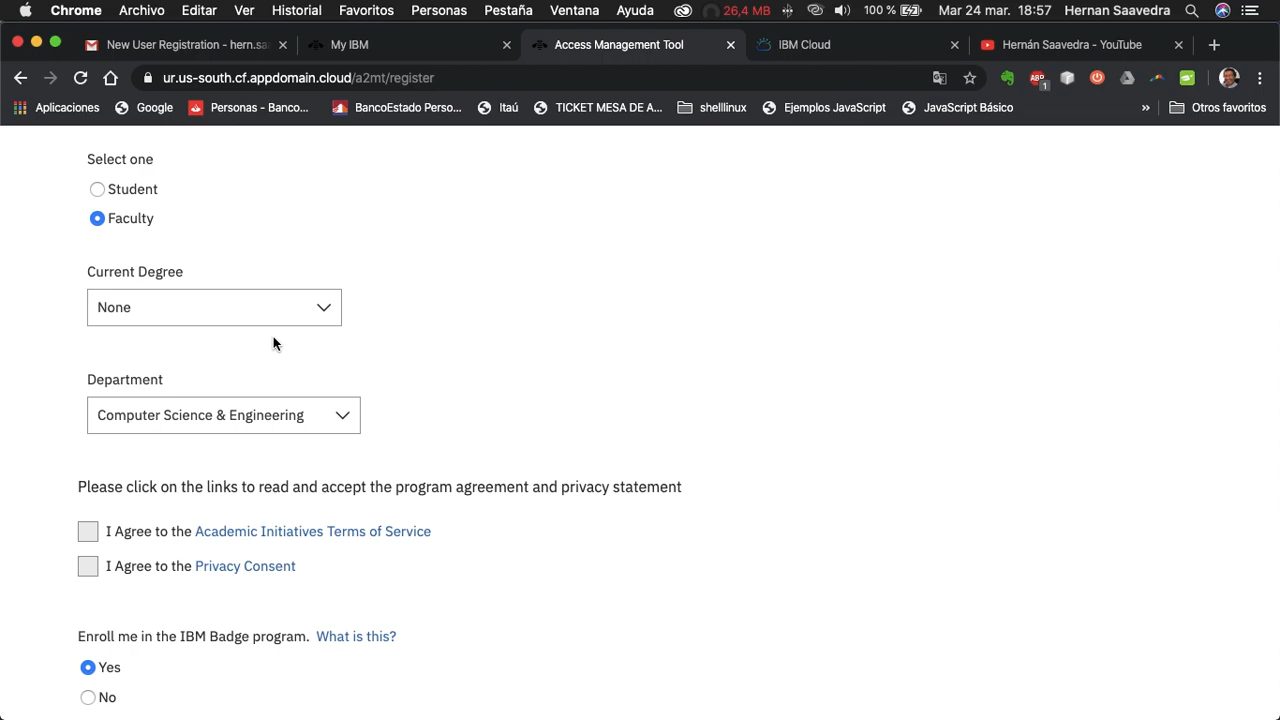 Chrome Archivo Editar Ver Historial Favoritos Personas Pestaña Ventana Ayuda 26,4 MB 100 % Mar 24 mar. 18:57 Hernan Saavedra
New User Registration - hern.sa My IBM Access Management Tool IBM Cloud Hernán Saavedra - YouTube
ur.us-south.cf.appdomain.cloud/a2mt/register
Aplicaciones Google Personas - Banco... BancoEstado Perso... Itaú TICKET MESA DE A... shelllinux Ejemplos JavaScript JavaScript Básico » Otros favoritos
Select one
Student
Faculty
Current Degree
None
Department
Computer Science & Engineering
Please click on the links to read and accept the program agreement and privacy statement
I Agree to the Academic Initiatives Terms of Service
I Agree to the Privacy Consent
Enroll me in the IBM Badge program. What is this?
Yes
No